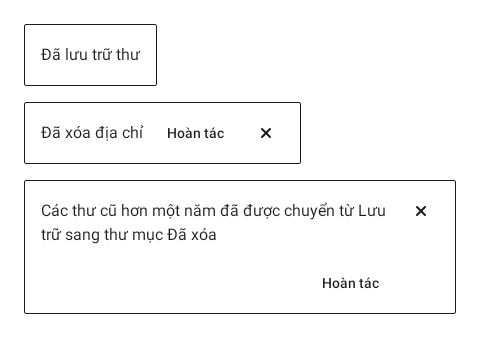 Đã lưu trữ thư
Đã xóa địa chỉ Hoàn tác
Các thư cũ hơn một năm đã được chuyển từ Lưu
trữ sang thư mục Đã xóa
Hoàn tác